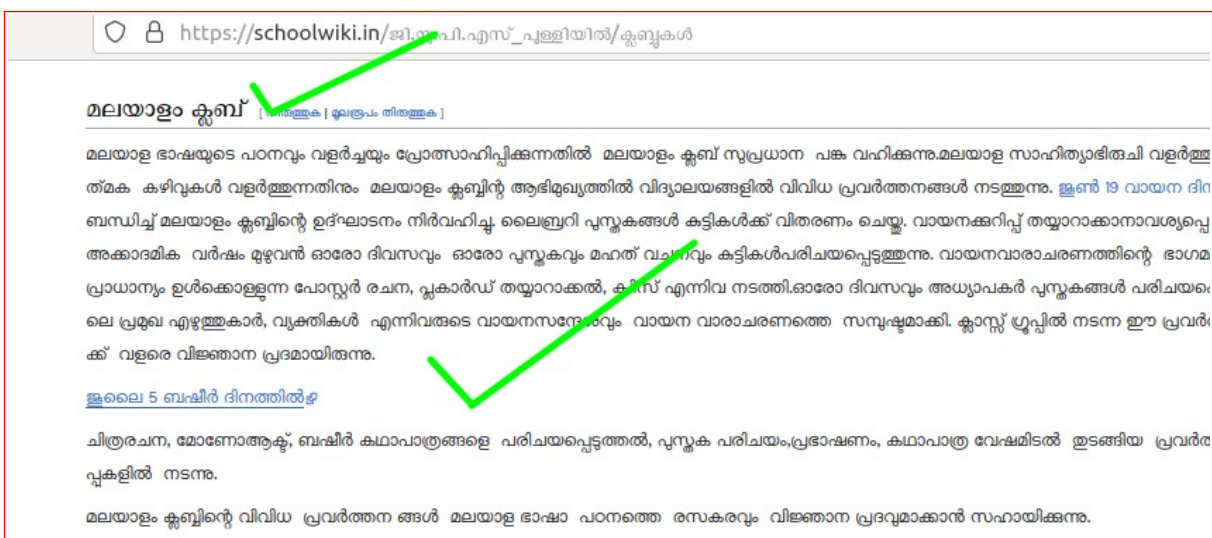 https://schoolwiki.in/ജി.യു.പി.എസ്_പുള്ളിയിൽ/ക്ലബ്ബുകൾ
മലയാളം ക്ലബ് [ തിരുത്തുക | മൂലരൂപം തിരുത്തുക ]
മലയാള ഭാഷയുടെ പഠനവും വളർച്ചയും പ്രോത്സാഹിപ്പിക്കുന്നതിൽ മലയാളം ക്ലബ് സുപ്രധാന പങ്കു വഹിക്കുന്നു.മലയാള സാഹിത്യാഭിരുചി വളർത്തു
ത്മക കഴിവുകൾ വളർത്തുന്നതിനും മലയാളം ക്ലബ്ബിന്റ ആഭിമുഖ്യത്തിൽ വിദ്യാലയങ്ങളിൽ വിവിധ പ്രവർത്തനങ്ങൾ നടത്തുന്നു. ജൂൺ 19 വായന ദിന
ബന്ധിച്ച് മലയാളം ക്ലബ്ബിന്റെ ഉദ്ഘാടനം നിർവഹിച്ചു. ലൈബ്രറി പുസ്തകങ്ങൾ കുട്ടികൾക്ക് വിതരണം ചെയ്തു. വായനക്കുറിപ്പ് തയ്യാറാക്കാനാവശ്യപ്പെ
അക്കാദമിക വർഷം മുഴുവൻ ഓരോ ദിവസവും ഓരോ പുസ്തകവും മഹത് വചനവും കുട്ടികൾപരിചയപ്പെടുത്തുന്നു. വായനവാരാചരണത്തിന്റെ ഭാഗമ
പ്രാധാന്യം ഉൾക്കൊള്ളുന്ന പോസ്റ്റർ രചന, പ്ലകാർഡ് തയ്യാറാക്കൽ, ക്വിസ് എന്നിവ നടത്തി.ഓരോ ദിവസവും അധ്യാപകർ പുസ്തകങ്ങൾ പരിചയപ്പെ
ലെ പ്രമുഖ എഴുത്തുകാർ, വ്യക്തികൾ എന്നിവരുടെ വായനസന്ദേശവും വായന വാരാചരണത്തെ സമ്പുഷ്ടമാക്കി. ക്ലാസ്സ് ഗ്രൂപ്പിൽ നടന്ന ഈ പ്രവർ
ക്ക് വളരെ വിജ്ഞാന പ്രദമായിരുന്നു.
ജൂലൈ 5 ബഷീർ ദിനത്തിൽ
ചിത്രരചന, മോണോആക്ട്, ബഷീർ കഥാപാത്രങ്ങളെ പരിചയപ്പെടുത്തൽ, പുസ്തക പരിചയം,പ്രഭാഷണം, കഥാപാത്ര വേഷമിടൽ തുടങ്ങിയ പ്രവർത
പ്പുകളിൽ നടന്നു.
മലയാളം ക്ലബ്ബിന്റെ വിവിധ പ്രവർത്തന ങ്ങൾ മലയാള ഭാഷാ പഠനത്തെ രസകരവും വിജ്ഞാന പ്രദവുമാക്കാൻ സഹായിക്കുന്നു.